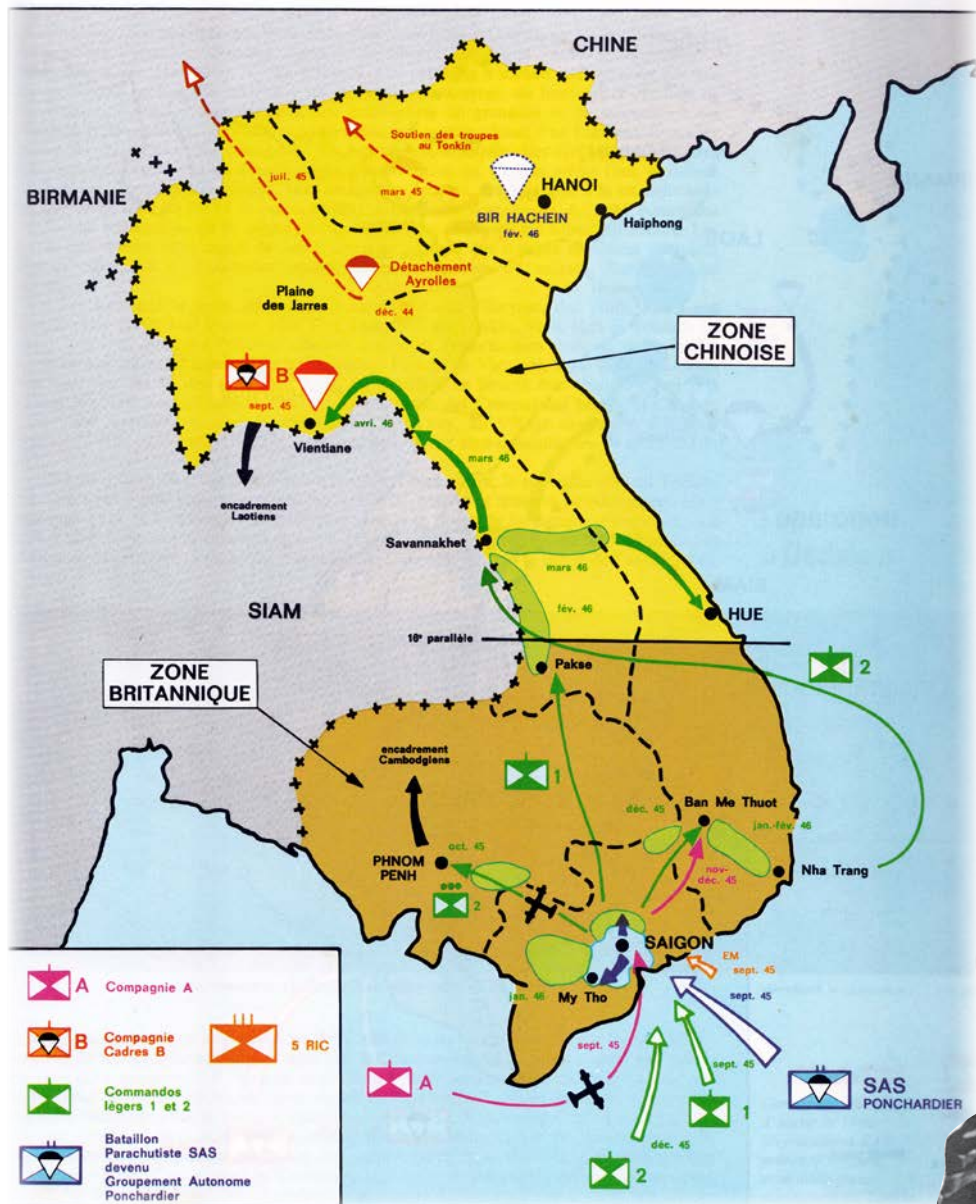 CHINE
BIRMANIE
juil. 45
Soutien des troupes
au Tonkin
mars 45
HANOI
BIR HACHEIN
fév. 46
Haïphong
Détachement
Ayrolles
Plaine
des Jarres
déc. 44
ZONE
CHINOISE
B
sept. 45
avri. 46
Vientiane
mars 46
encadrement
Laotiens
Savannakhet
mars 46
SIAM
fév. 46
HUE
16e parallèle
ZONE
BRITANNIQUE
Pakse
2
encadrement
Cambodgiens
1
déc. 45
Ban Me Thuot
jan.-fév. 46
PHNOM
PENH
oct. 45
Nha Trang
nov-
déc. 45
2
SAIGON
EM
sept. 45
jan. 46
My Tho
sept. 45
sept. 45
sept. 45
A
SAS
PONCHARDIER
1
déc. 45
2
A
Compagnie A
B
Compagnie
Cadres B
5 RIC
Commandos
légers 1 et 2
Bataillon
Parachutiste SAS
devenu
Groupement Autonome
Ponchardier